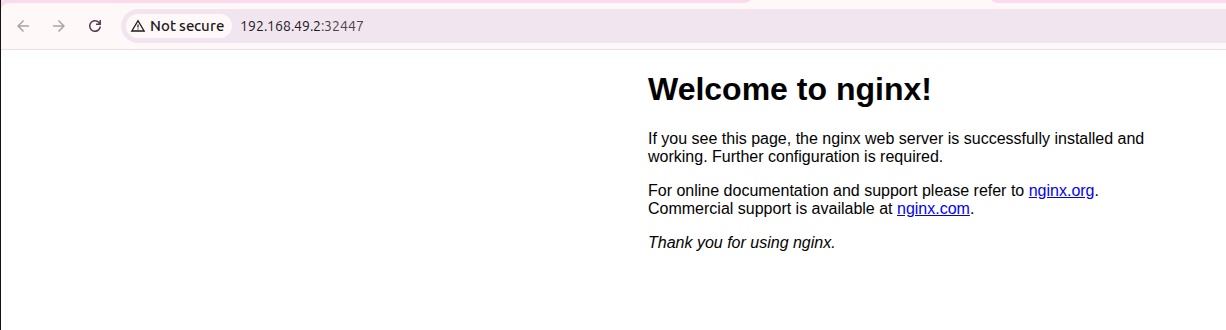 Not secure 192.168.49.2:32447
Welcome to nginx!
If you see this page, the nginx web server is successfully installed and
working. Further configuration is required.
For online documentation and support please refer to nginx.org.
Commercial support is available at nginx.com.
Thank you for using nginx.